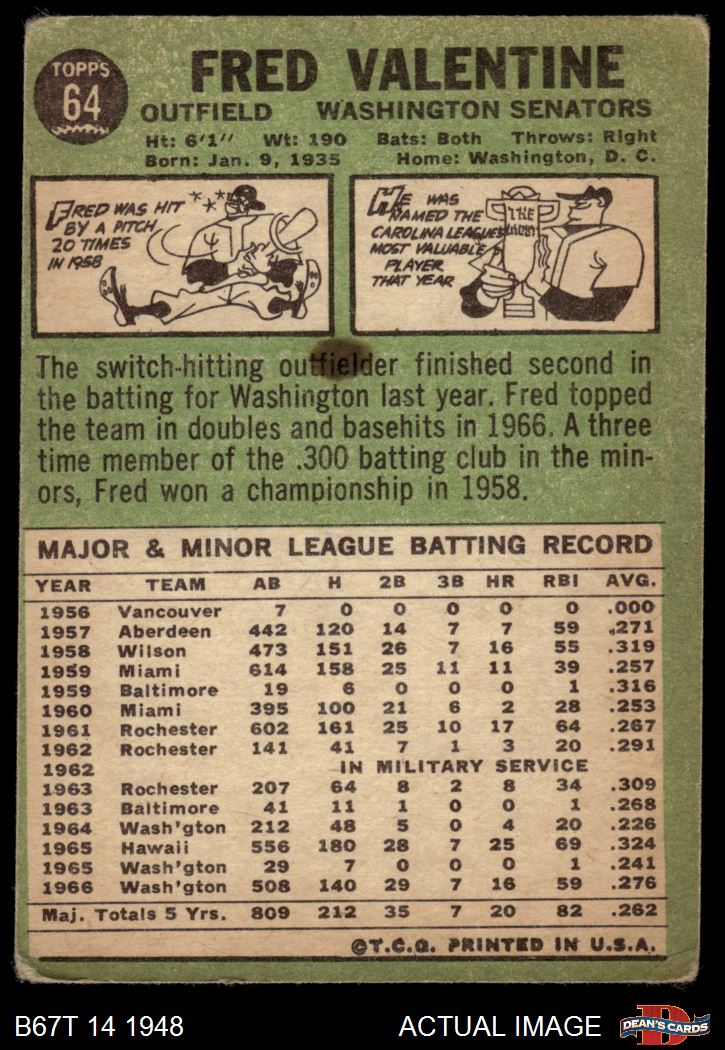 TOPPS
64
FRED VALENTINE
OUTFIELD WASHINGTON SENATORS
Ht: 6'1'' Wt: 190 Bats: Both Throws: Right
Born: Jan. 9, 1935 Home: Washington, D. C.
FRED WAS HIT
BY A PITCH
20 TIMES
IN 1958
HE WAS
NAMED THE
CAROLINA LEAGUE'S
MOST VALUABLE
PLAYER
THAT YEAR
THE
The switch-hitting outfielder finished second in
the batting for Washington last year. Fred topped
the team in doubles and basehits in 1966. A three
time member of the .300 batting club in the min-
ors, Fred won a championship in 1958.
MAJOR & MINOR LEAGUE BATTING RECORD
YEAR TEAM AB H 2B 3B HR RBI AVG.
1956 Vancouver 7 0 0 0 0 0 .000
1957 Aberdeen 442 120 14 7 7 59 .271
1958 Wilson 473 151 26 7 16 55 .319
1959 Miami 614 158 25 11 11 39 .257
1959 Baltimore 19 6 0 0 0 1 .316
1960 Miami 395 100 21 6 2 28 .253
1961 Rochester 602 161 25 10 17 64 .267
1962 Rochester 141 41 7 1 3 20 .291
1962 IN MILITARY SERVICE
1963 Rochester 207 64 8 2 8 34 .309
1963 Baltimore 41 11 1 0 0 1 .268
1964 Wash'gton 212 48 5 0 4 20 .226
1965 Hawaii 556 180 28 7 25 69 .324
1965 Wash'gton 29 7 0 0 0 1 .241
1966 Wash'gton 508 140 29 7 16 59 .276
Maj. Totals 5 Yrs. 809 212 35 7 20 82 .262
©T.C.G. PRINTED IN U.S.A.
B67T 14 1948 ACTUAL IMAGE
D
DEAN'S CARDS